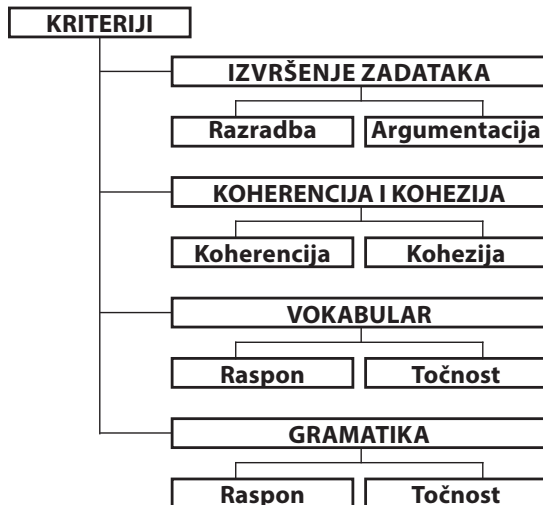 KRITERIJI
IZVRŠENJE ZADATAKA
Razradba Argumentacija
KOHERENCIJA I KOHEZIJA
Koherencija Kohezija
VOKABULAR
Raspon Točnost
GRAMATIKA
Raspon Točnost